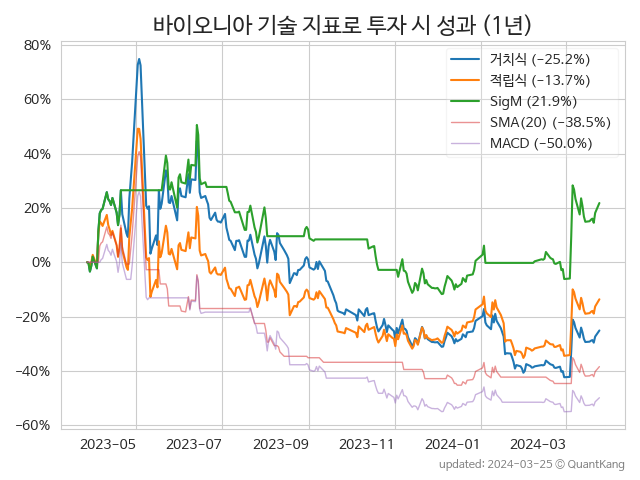 바이오니아 기술 지표로 투자 시 성과 (1년)
80%
60%
40%
20%
0%
−20%
−40%
−60%
거치식 (−25.2%)
적립식 (−13.7%)
SigM (21.9%)
SMA(20) (−38.5%)
MACD (−50.0%)
2023−05 2023−07 2023−09 2023−11 2024−01 2024−03
updated: 2024−03−25 ⓒ QuantKang